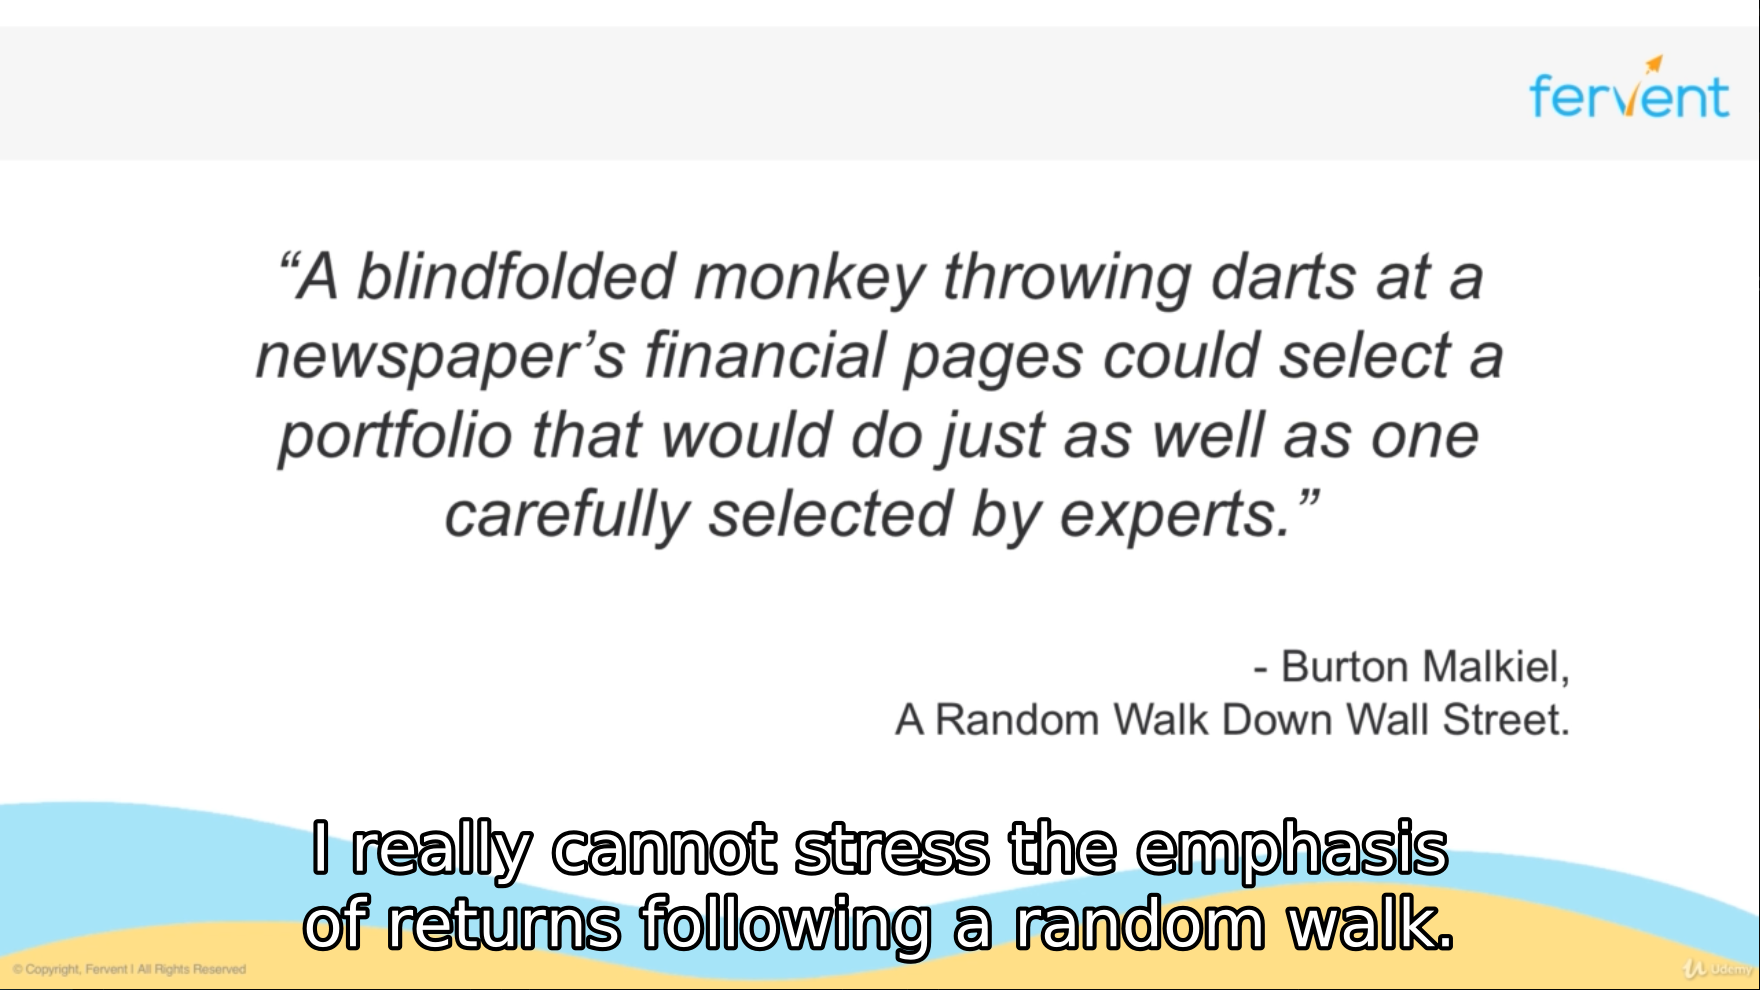 fervent
“A blindfolded monkey throwing darts at a
newspaper’s financial pages could select a
portfolio that would do just as well as one
carefully selected by experts.”
- Burton Malkiel,
A Random Walk Down Wall Street.
I really cannot stress the emphasis
of returns following a random walk.
© Copyright, Fervent | All Rights Reserved
Udemy